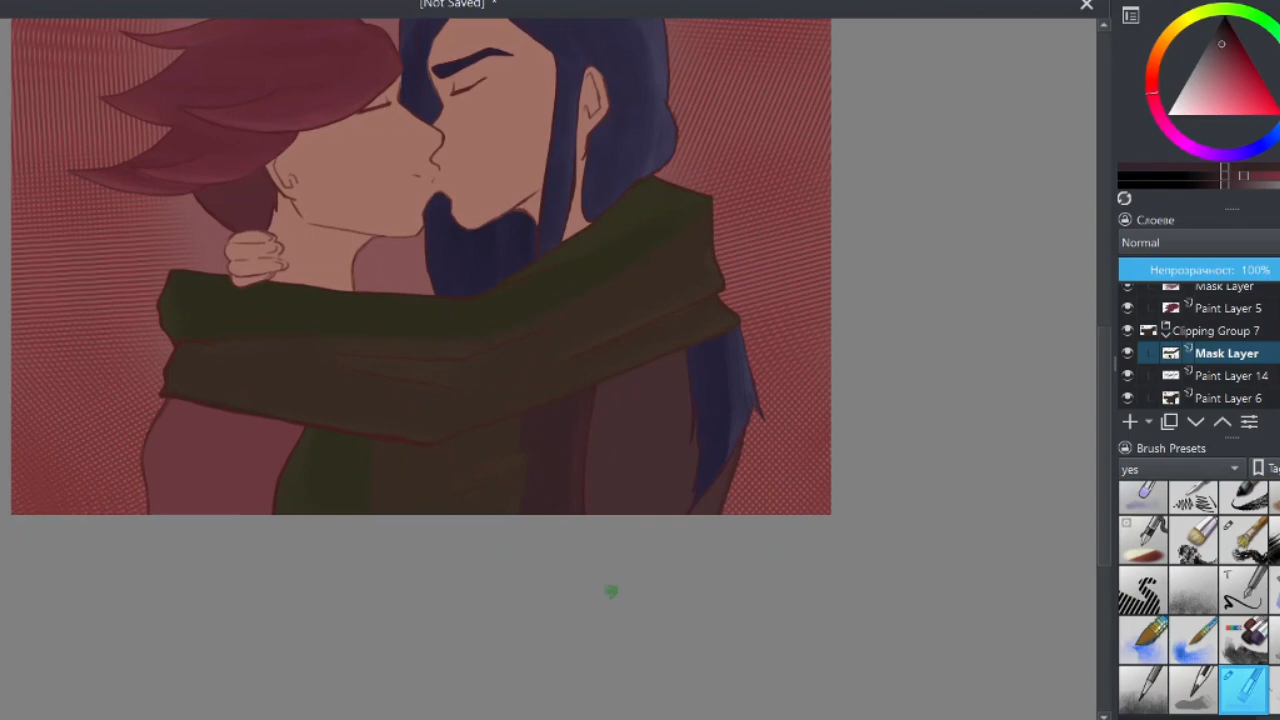 [Not Saved] *
Слоеве
Normal
Непрозрачност: 100%
Mask Layer
Paint Layer 5
Clipping Group 7
Mask Layer
Paint Layer 14
Paint Layer 6
Brush Presets
yes
Ta